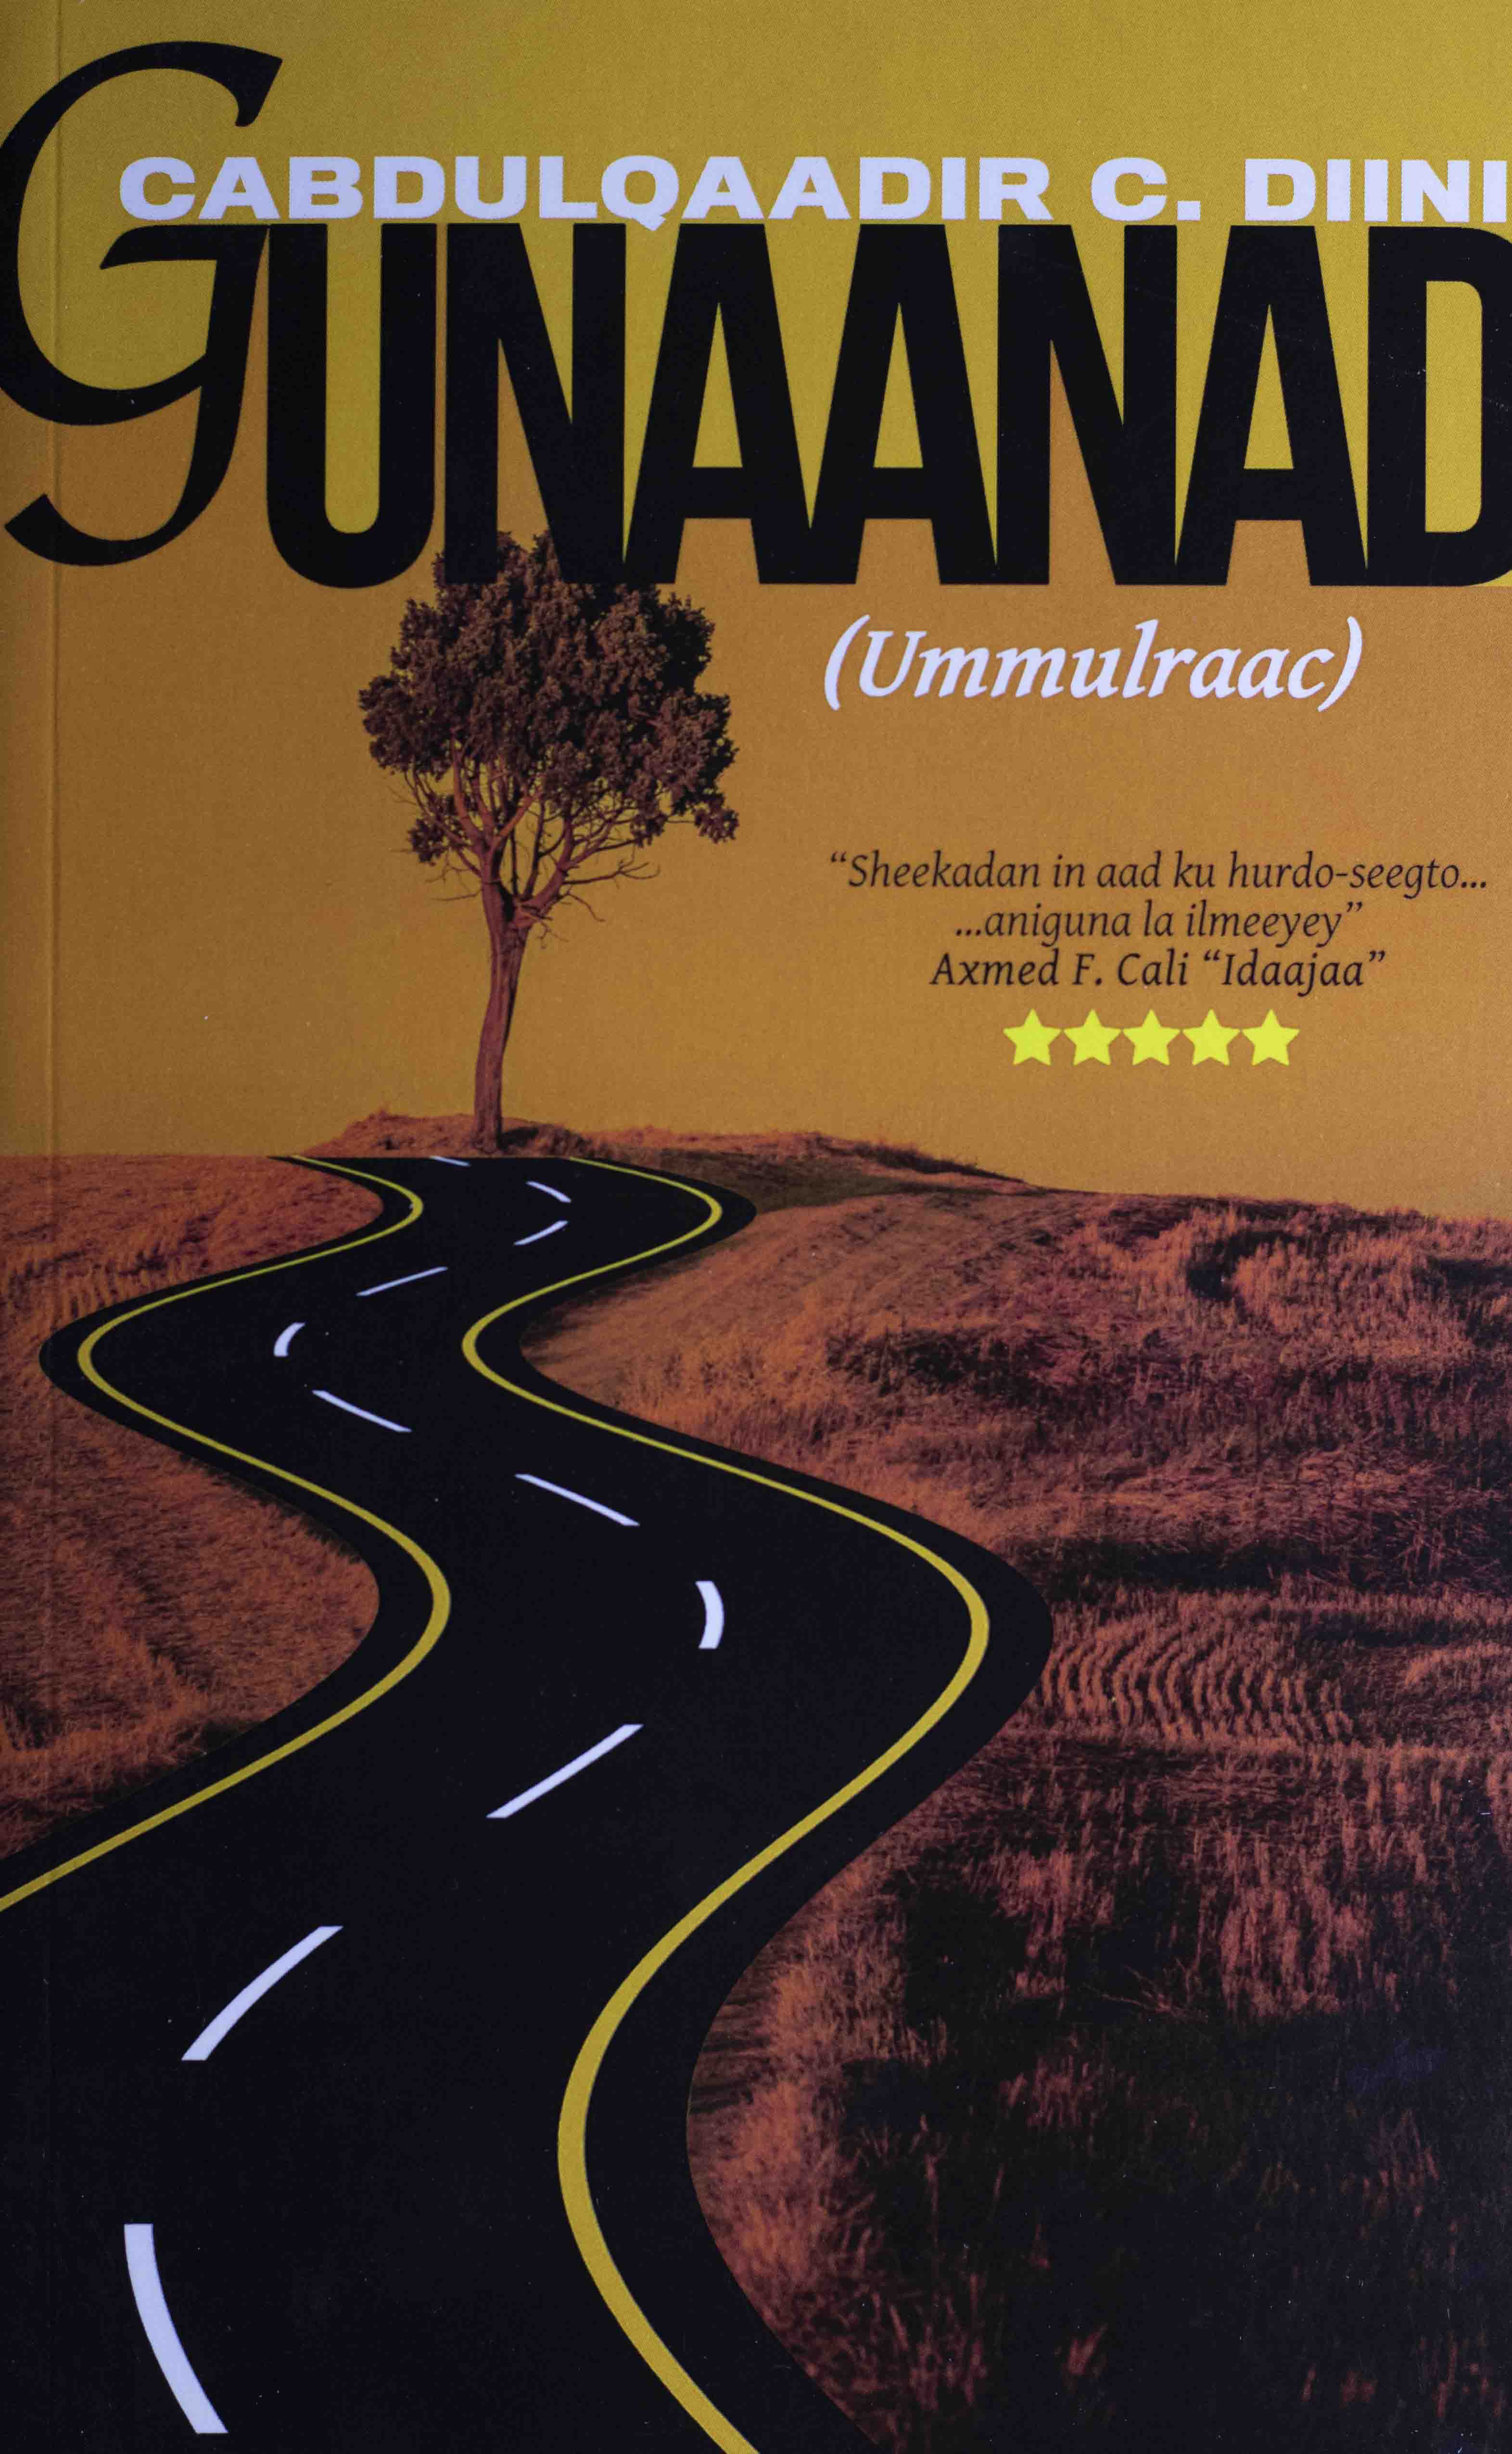 CABDULQAADIR C. DIINI
GUNAANAD
(Ummulraac)
“Sheekadan in aad ku hurdo-seegto...
...aniguna la ilmeeyey”
Axmed F. Cali “Idaajaa”